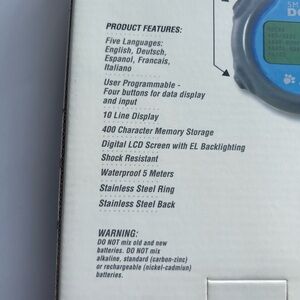 PRODUCT FEATURES:
Five Languages:
English, Deutsch,
Espanol, Francais,
Italiano
User Programmable -
Four buttons for data display
and input
10 Line Display
400 Character Memory Storage
Digital LCD Screen with EL Backlighting
Shock Resistant
Waterproof 5 Meters
Stainless Steel Ring
Stainless Steel Back
WARNING:
DO NOT mix old and new
batteries. DO NOT mix
alkaline, standard (carbon-zinc)
or rechargeable (nickel-cadmiun)
batteries.